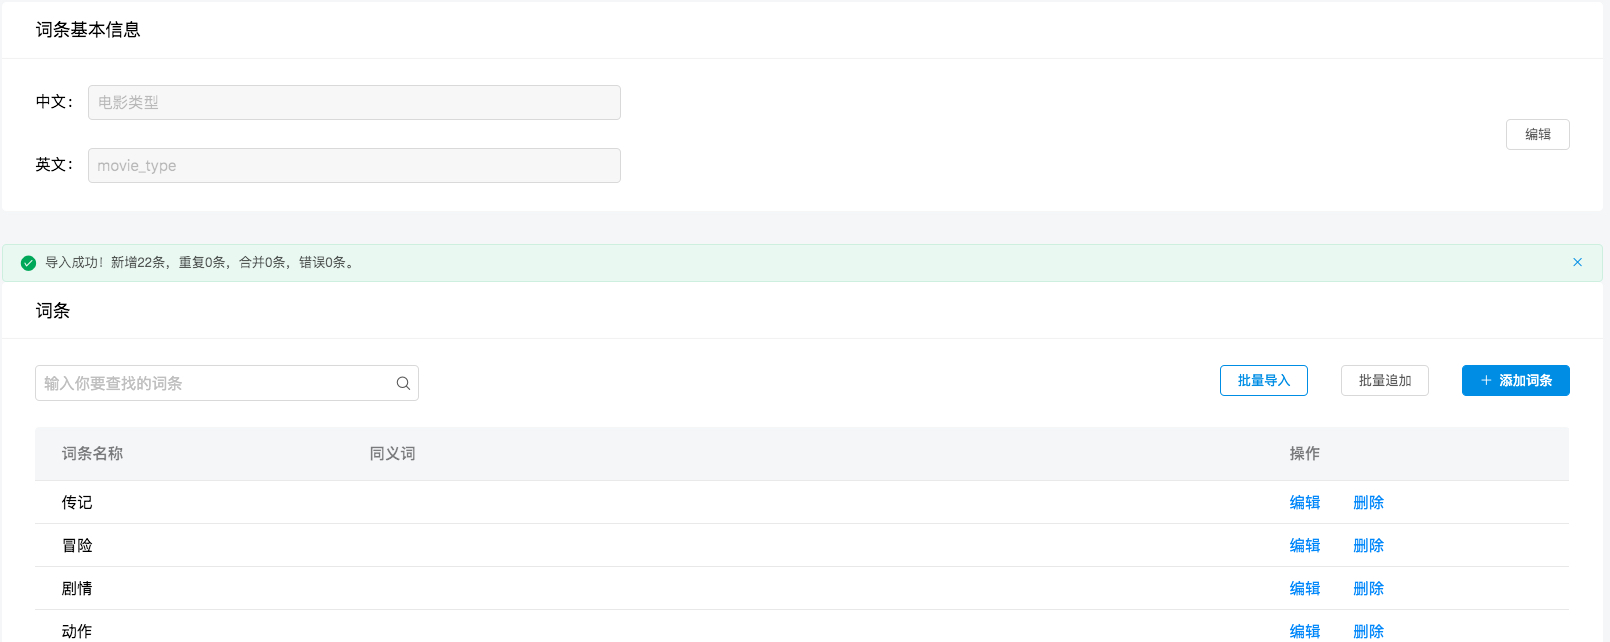 词条基本信息
中文：
电影类型
编辑
英文：
movie_type
导入成功！新增22条，重复0条，合并0条，错误0条。
词条
输入你要查找的词条
批量导入
批量追加
+ 添加词条
词条名称 同义词 操作
传记 编辑 删除
冒险 编辑 删除
剧情 编辑 删除
动作 编辑 删除